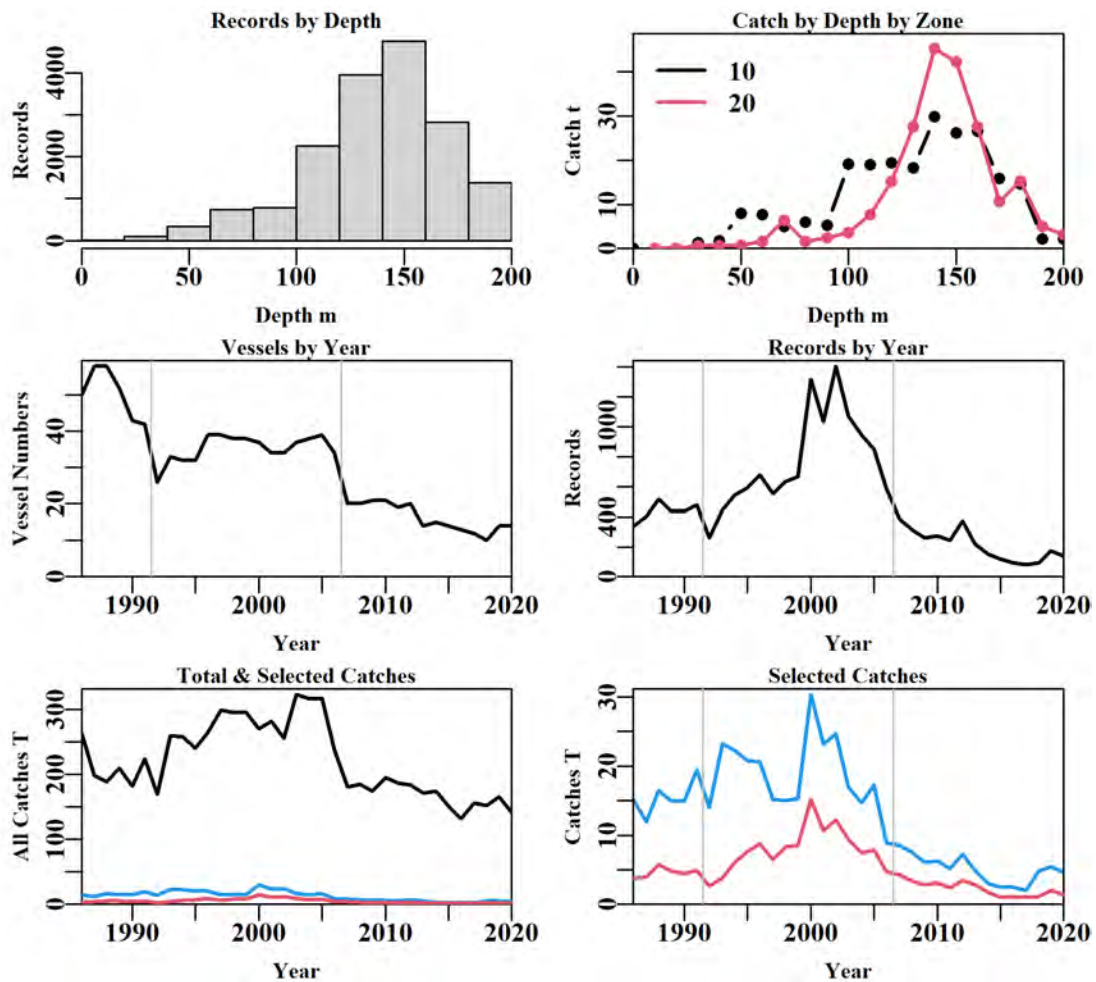 Records by Depth
Records
0 2000 4000
0 50 100 150 200
Depth m
Catch by Depth by Zone
10
20
Catch t
0 10 30
0 50 100 150 200
Depth m
Vessels by Year
Vessel Numbers
0 20 40
1990 2000 2010 2020
Year
Records by Year
Records
0 400 1000
1990 2000 2010 2020
Year
Total & Selected Catches
All Catches T
0 100 200 300
1990 2000 2010 2020
Year
Selected Catches
Catches T
0 10 20 30
1990 2000 2010 2020
Year